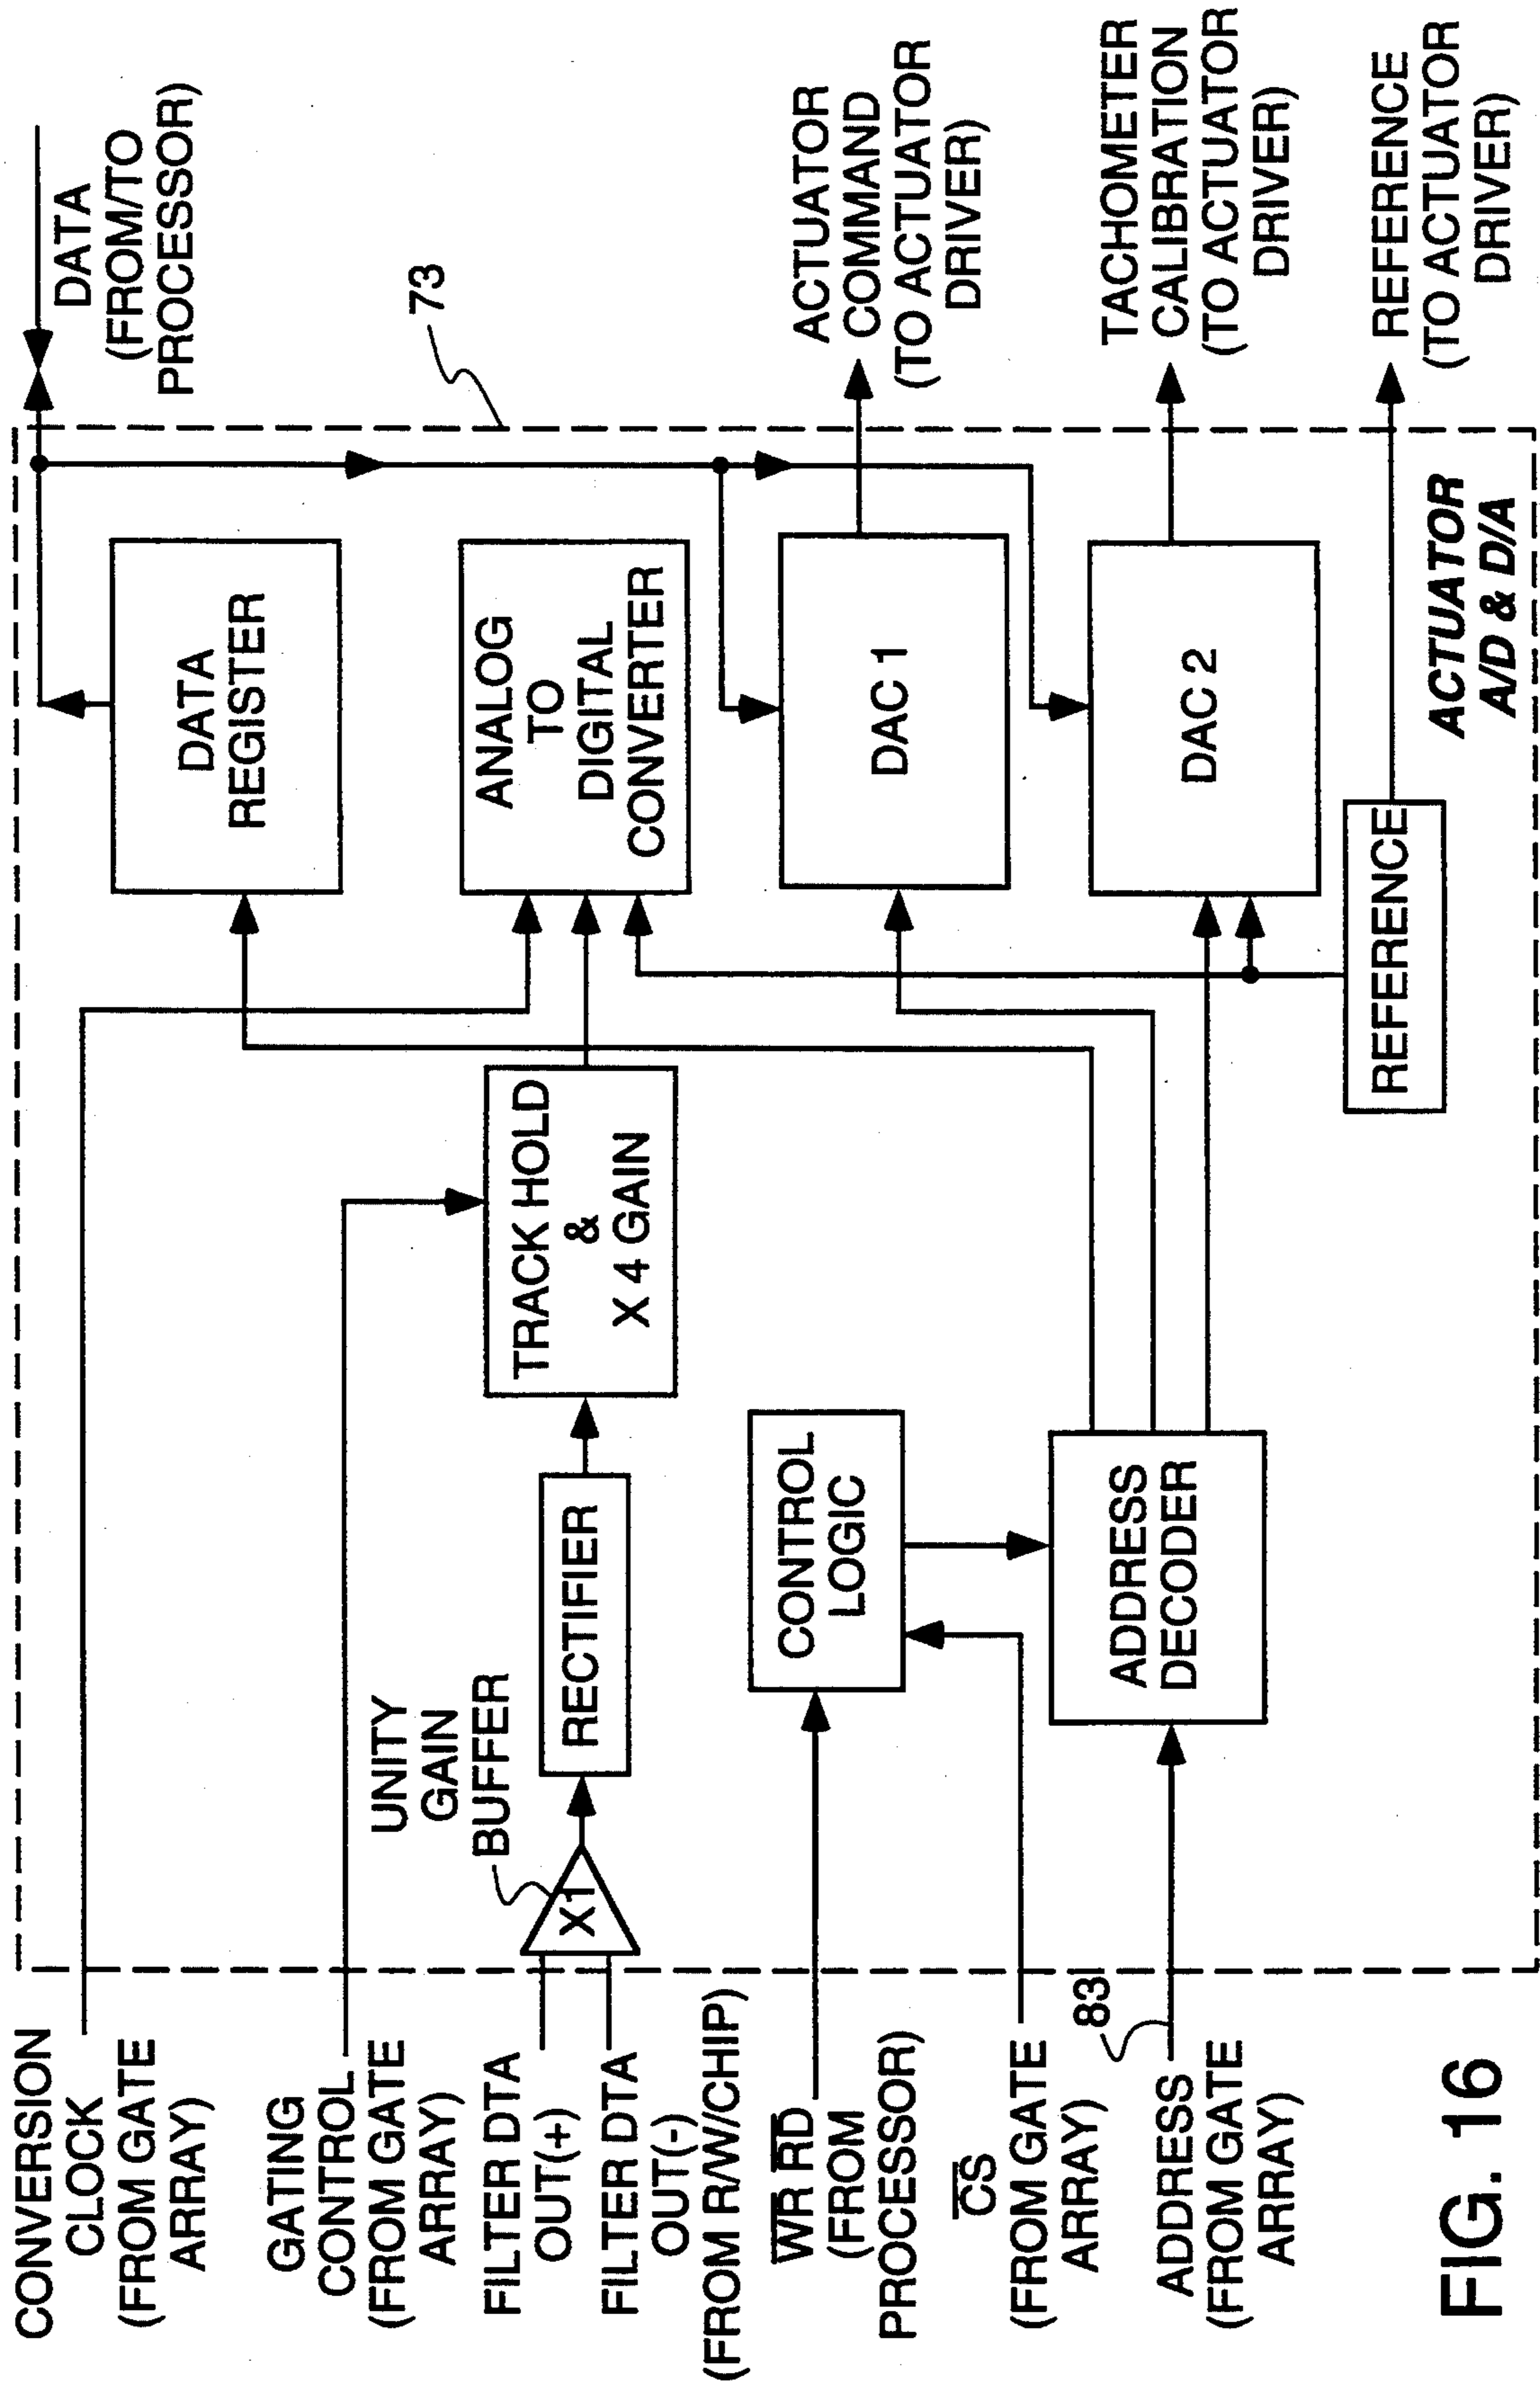 CONVERSION
CLOCK
(FROM GATE
ARRAY)
GATING
CONTROL
(FROM GATE
ARRAY)
FILTER DTA
OUT(+)
FILTER DTA
OUT(-)
(FROM R/W/CHIP)
W̅R̅ R̅D̅
(FROM
PROCESSOR)
C̅S̅
(FROM GATE
ARRAY)
83
ADDRESS
(FROM GATE
ARRAY)
UNITY
GAIN
BUFFER
X1
RECTIFIER
TRACK HOLD
&
X 4 GAIN
CONTROL
LOGIC
ADDRESS
DECODER
DATA
REGISTER
ANALOG
TO
DIGITAL
CONVERTER
DAC 1
DAC 2
REFERENCE
ACTUATOR
A/D & D/A
73
DATA
(FROM/TO
PROCESSOR)
ACTUATOR
COMMAND
(TO ACTUATOR
DRIVER)
TACHOMETER
CALIBRATION
(TO ACTUATOR
DRIVER)
REFERENCE
(TO ACTUATOR
DRIVER)
FIG. 16